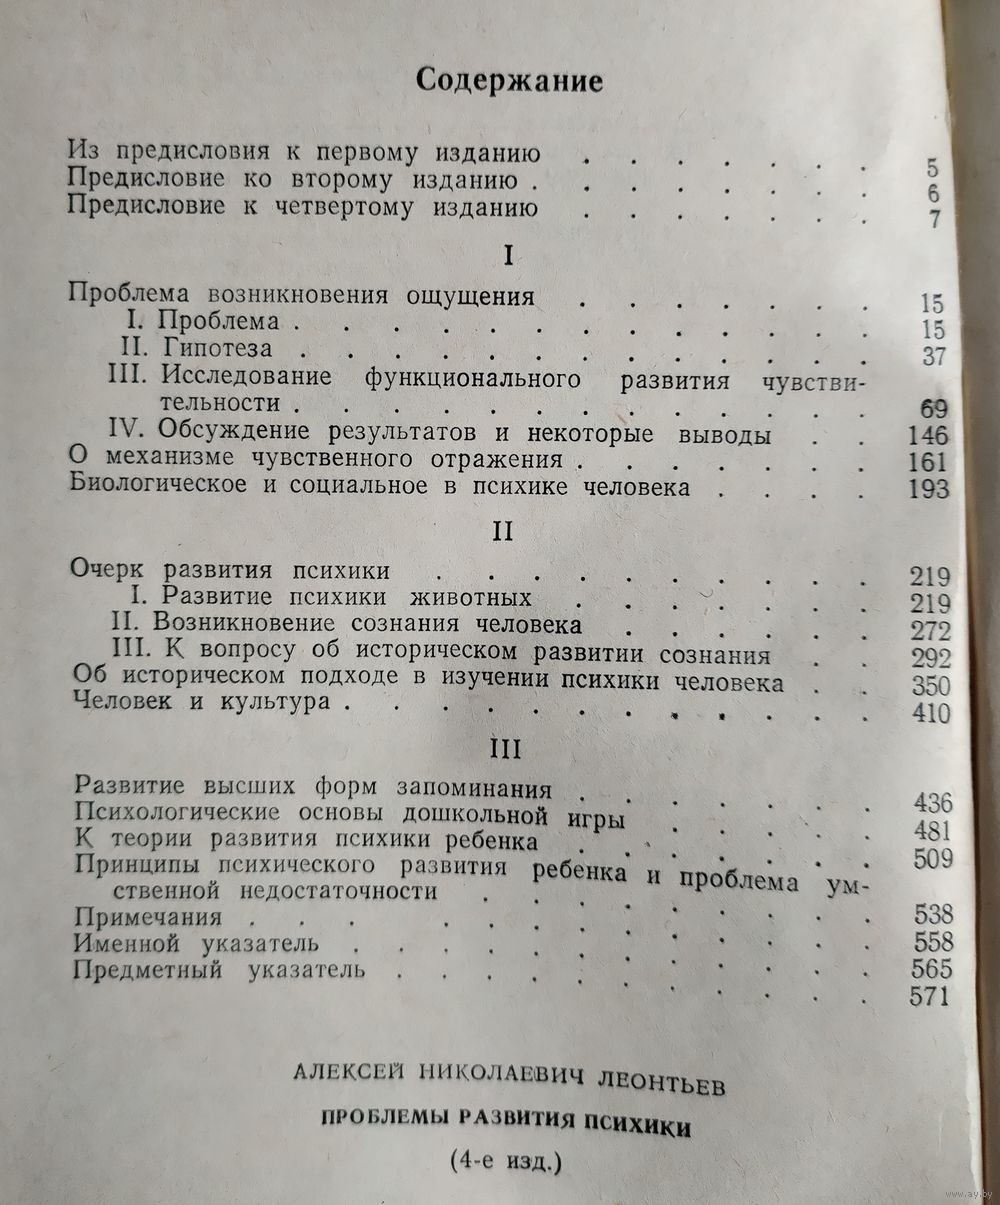 Содержание
Из предисловия к первому изданию . . . . . . . 5
Предисловие ко второму изданию . . . . . . . . 6
Предисловие к четвертому изданию . . . . . . . 7
I
Проблема возникновения ощущения . . . . . . . 15
I. Проблема . . . . . . . . . . . . . 15
II. Гипотеза . . . . . . . . . . . . . 37
III. Исследование функционального развития чувстви-
тельности . . . . . . . . . . . . . 69
IV. Обсуждение результатов и некоторые выводы . . 146
О механизме чувственного отражения . . . . . . . 161
Биологическое и социальное в психике человека . . . . 193
II
Очерк развития психики . . . . . . . . . . 219
I. Развитие психики животных . . . . . . . 219
II. Возникновение сознания человека . . . . . . 272
III. К вопросу об историческом развитии сознания . . 292
Об историческом подходе в изучении психики человека . . 350
Человек и культура . . . . . . . . . . . . 410
III
Развитие высших форм запоминания . . . . . . . 436
Психологические основы дошкольной игры . . . . . 481
К теории развития психики ребенка . . . . . . . 509
Принципы психического развития ребенка и проблема ум-
ственной недостаточности . . . . . . . . . 538
Примечания . . . . . . . . . . . . . 558
Именной указатель . . . . . . . . . . . . 565
Предметный указатель . . . . . . . . . . . 571
АЛЕКСЕЙ НИКОЛАЕВИЧ ЛЕОНТЬЕВ
ПРОБЛЕМЫ РАЗВИТИЯ ПСИХИКИ
(4-е изд.)
www.ay.by